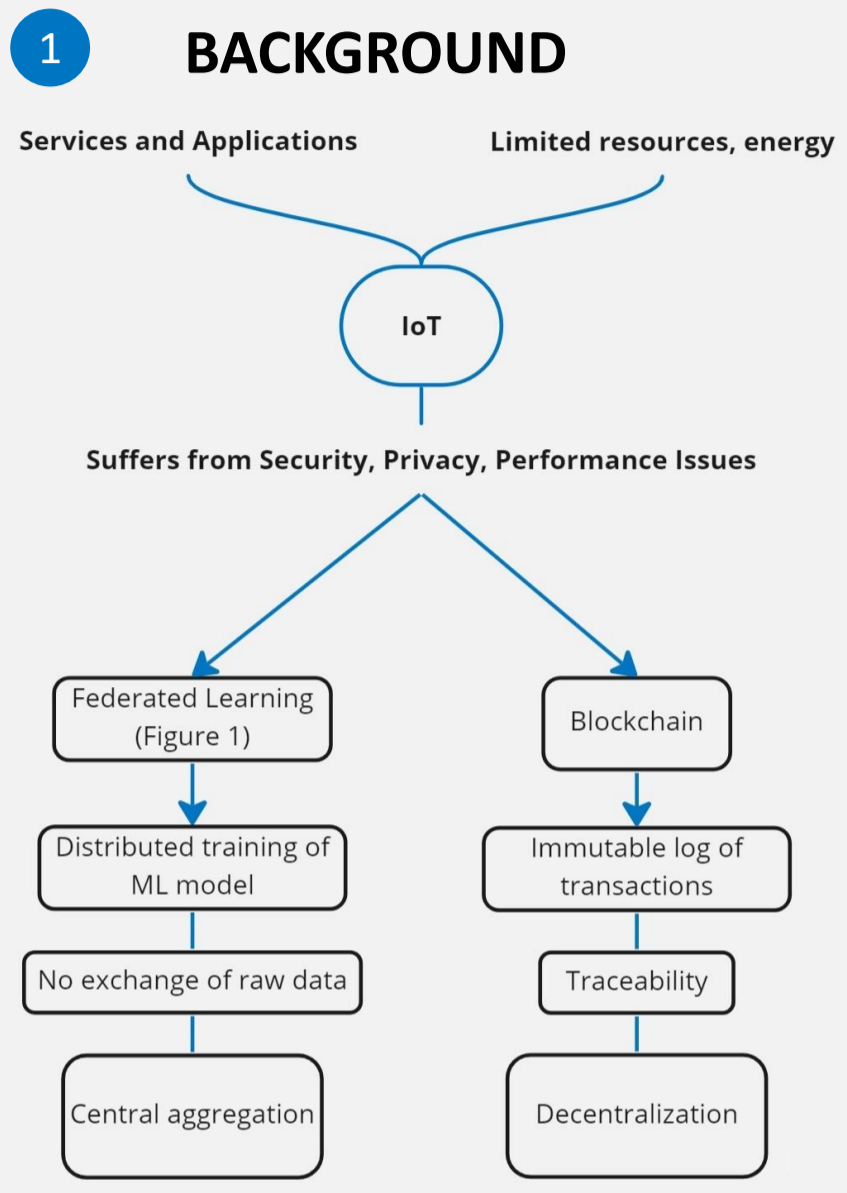 1
BACKGROUND
Services and Applications
Limited resources, energy
IoT
Suffers from Security, Privacy, Performance Issues
Federated Learning
(Figure 1)
Distributed training of
ML model
No exchange of raw data
Central aggregation
Blockchain
Immutable log of
transactions
Traceability
Decentralization